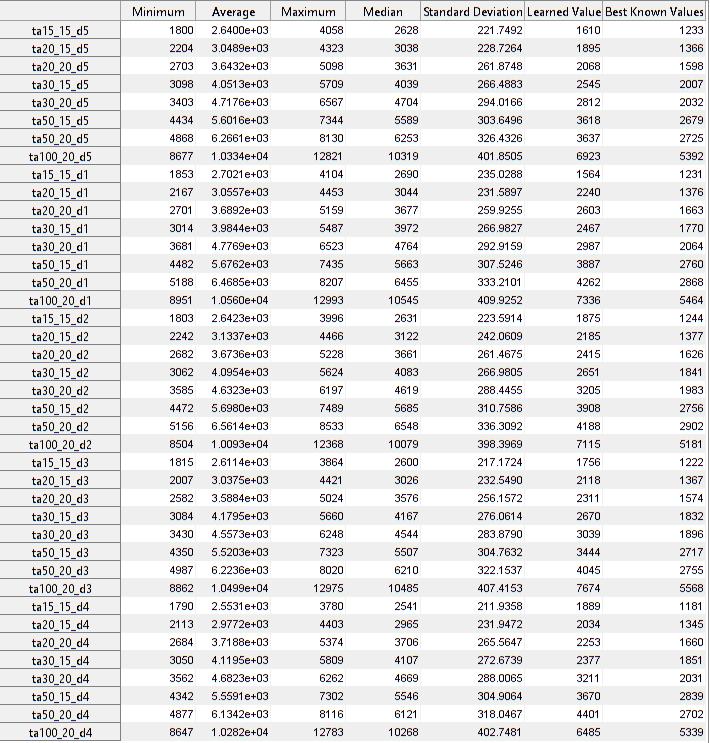 Minimum Average Maximum Median Standard Deviation Learned Value Best Known Values
ta15_15_d5 1800 2.6400e+03 4058 2628 221.7492 1610 1233
ta20_15_d5 2204 3.0489e+03 4323 3038 228.7264 1895 1366
ta20_20_d5 2703 3.6432e+03 5098 3631 261.8748 2068 1598
ta30_15_d5 3098 4.0513e+03 5709 4039 266.4883 2545 2007
ta30_20_d5 3403 4.7176e+03 6567 4704 294.0166 2812 2032
ta50_15_d5 4434 5.6016e+03 7344 5589 303.6496 3618 2679
ta50_20_d5 4868 6.2661e+03 8130 6253 326.4326 3637 2725
ta100_20_d5 8677 1.0334e+04 12821 10319 401.8505 6923 5392
ta15_15_d1 1853 2.7021e+03 4104 2690 235.0288 1564 1231
ta20_15_d1 2167 3.0557e+03 4453 3044 231.5897 2240 1376
ta20_20_d1 2701 3.6892e+03 5159 3677 259.9255 2603 1663
ta30_15_d1 3014 3.9844e+03 5487 3972 266.9827 2467 1770
ta30_20_d1 3681 4.7769e+03 6523 4764 292.9159 2987 2064
ta50_15_d1 4482 5.6762e+03 7435 5663 307.5246 3887 2760
ta50_20_d1 5188 6.4685e+03 8207 6455 333.2101 4262 2868
ta100_20_d1 8951 1.0560e+04 12993 10545 409.9252 7336 5464
ta15_15_d2 1803 2.6423e+03 3996 2631 223.5914 1875 1244
ta20_15_d2 2242 3.1337e+03 4466 3122 242.0609 2185 1377
ta20_20_d2 2682 3.6736e+03 5228 3661 261.4675 2415 1626
ta30_15_d2 3062 4.0954e+03 5624 4083 266.9805 2651 1841
ta30_20_d2 3585 4.6323e+03 6197 4619 288.4455 3205 1983
ta50_15_d2 4472 5.6980e+03 7489 5685 310.7586 3908 2756
ta50_20_d2 5156 6.5614e+03 8533 6548 336.3092 4188 2902
ta100_20_d2 8504 1.0093e+04 12368 10079 398.3969 7115 5181
ta15_15_d3 1815 2.6114e+03 3864 2600 217.1724 1756 1222
ta20_15_d3 2007 3.0375e+03 4421 3026 232.5490 2118 1367
ta20_20_d3 2582 3.5884e+03 5024 3576 256.1572 2311 1574
ta30_15_d3 3084 4.1795e+03 5660 4167 276.0614 2670 1832
ta30_20_d3 3430 4.5573e+03 6248 4544 283.8790 3039 1896
ta50_15_d3 4350 5.5203e+03 7323 5507 304.7632 3444 2717
ta50_20_d3 4987 6.2236e+03 8020 6210 322.1537 4045 2755
ta100_20_d3 8862 1.0499e+04 12975 10485 407.4153 7674 5568
ta15_15_d4 1790 2.5531e+03 3780 2541 211.9358 1889 1181
ta20_15_d4 2113 2.9772e+03 4403 2965 231.9472 2034 1345
ta20_20_d4 2684 3.7188e+03 5374 3706 265.5647 2253 1660
ta30_15_d4 3050 4.1195e+03 5809 4107 272.6739 2377 1851
ta30_20_d4 3562 4.6823e+03 6262 4669 288.0065 3211 2031
ta50_15_d4 4342 5.5591e+03 7302 5546 304.9064 3670 2839
ta50_20_d4 4877 6.1342e+03 8116 6121 318.0467 4401 2702
ta100_20_d4 8647 1.0282e+04 12783 10268 402.7481 6485 5339